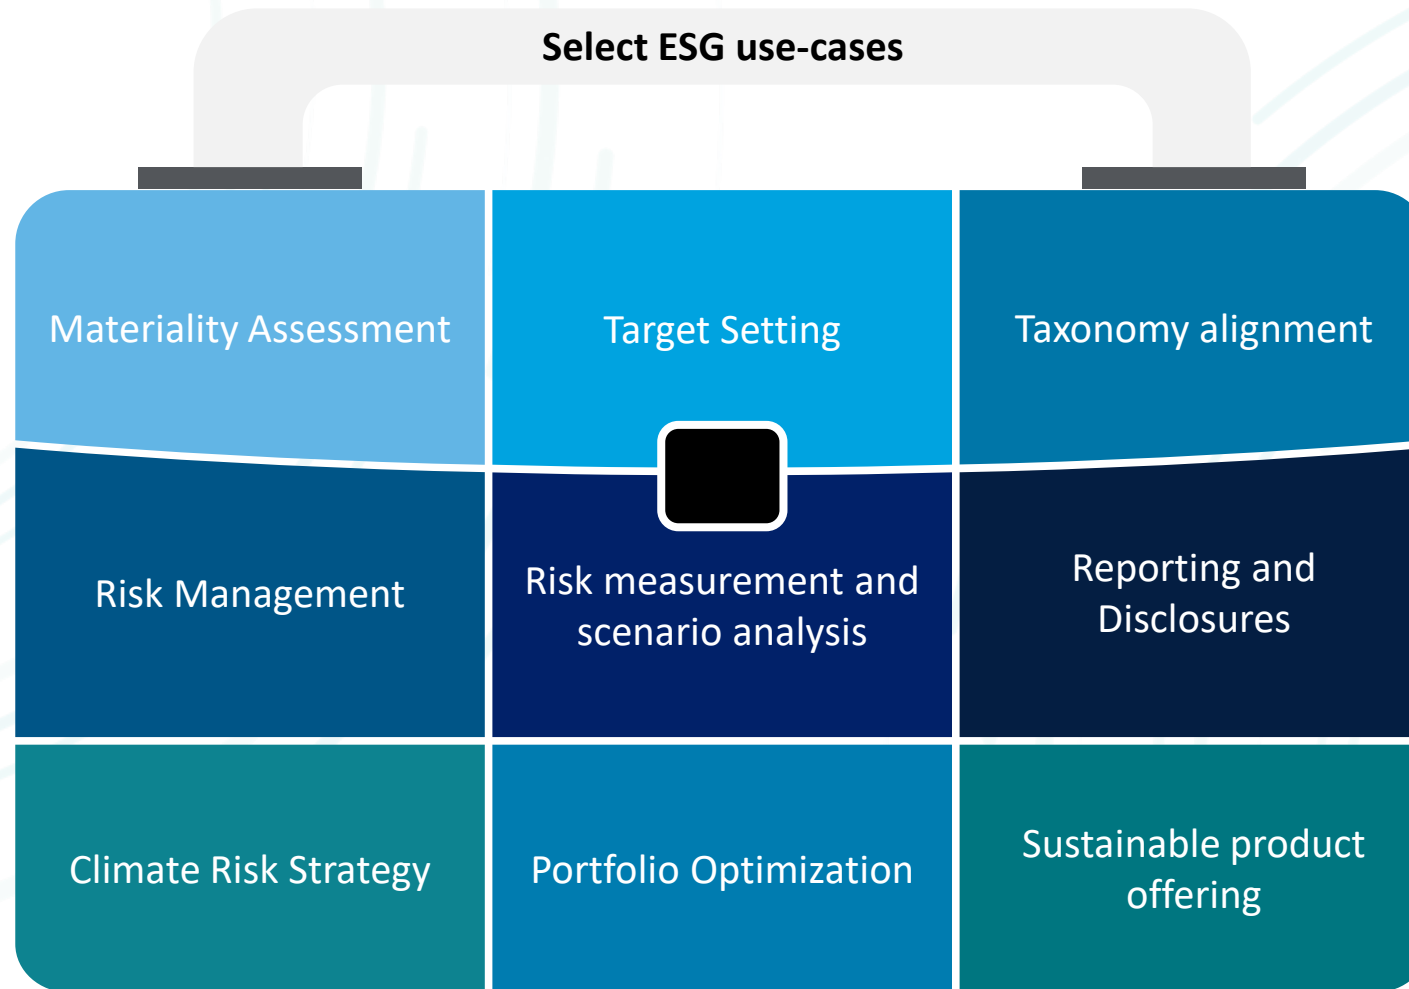 Select ESG use-cases
Materiality Assessment
Target Setting
Taxonomy alignment
Risk Management
Risk measurement and
scenario analysis
Reporting and
Disclosures
Climate Risk Strategy
Portfolio Optimization
Sustainable product
offering